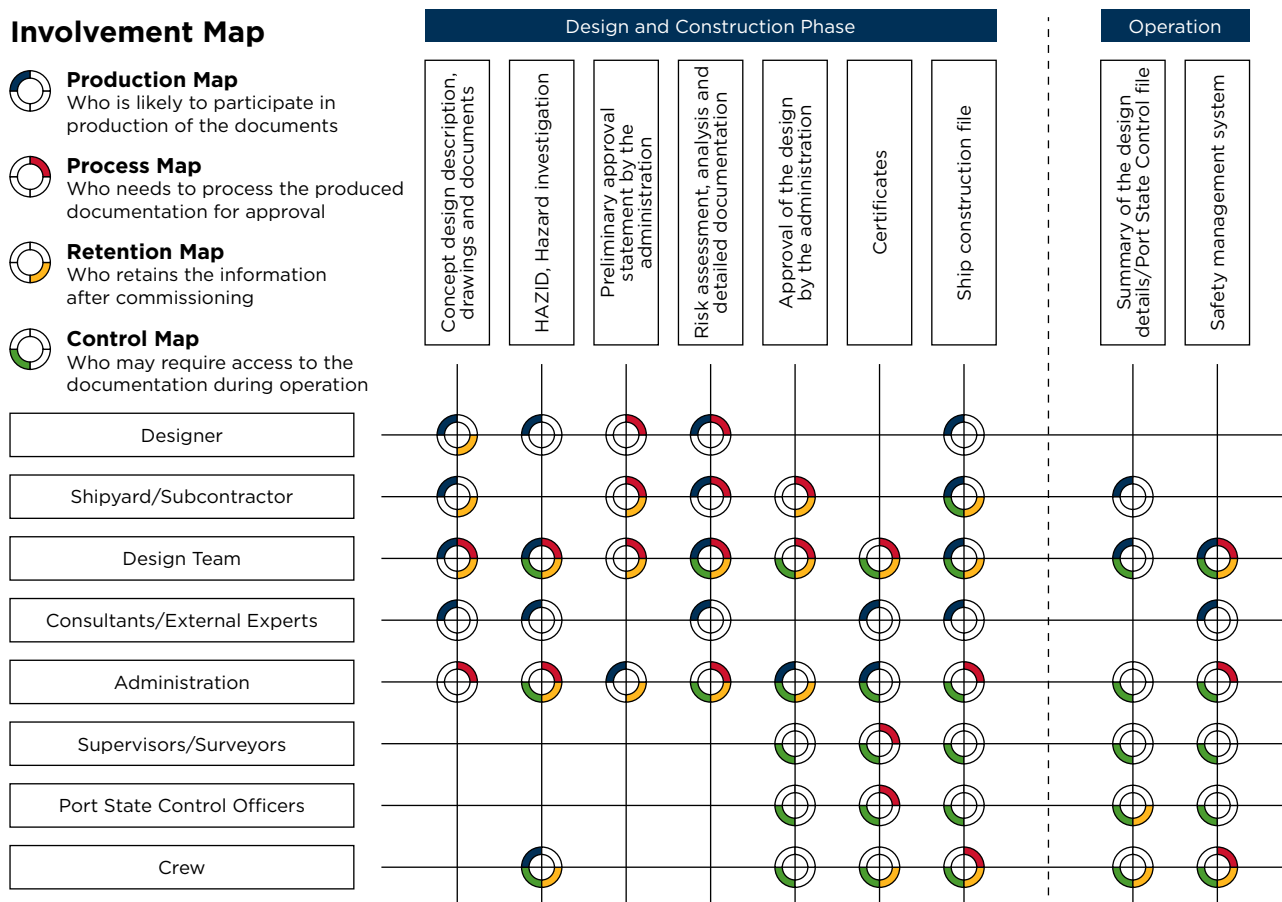 Involvement Map
Production Map
Who is likely to participate in
production of the documents
Process Map
Who needs to process the produced
documentation for approval
Retention Map
Who retains the information
after commissioning
Control Map
Who may require access to the
documentation during operation
Design and Construction Phase
Operation
Concept design description,
drawings and documents
HAZID, Hazard investigation
Preliminary approval
statement by the
administration
Risk assessment, analysis and
detailed documentation
Approval of the design
by the administration
Certificates
Ship construction file
Summary of the design
details/Port State Control file
Safety management system
Designer
Shipyard/Subcontractor
Design Team
Consultants/External Experts
Administration
Supervisors/Surveyors
Port State Control Officers
Crew